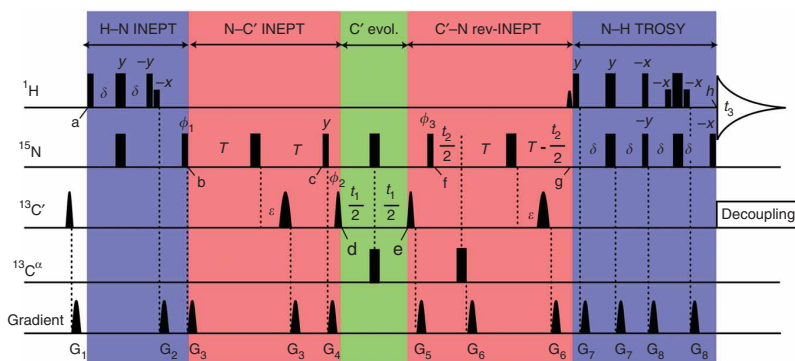 H–N INEPT N–C′ INEPT C′ evol. C′–N rev-INEPT N–H TROSY
y −y −x y y −x −x −x h
¹H δ δ t₃
a
ϕ₁ y ϕ₃ t₂/2 −y −x
¹⁵N T T T T - t₂/2 δ δ δ δ
b c f g
ϕ₂
¹³C′ ε t₁/2 t₁/2 ε Decoupling
d e
¹³Cᵅ
Gradient
G₁ G₂ G₃ G₃ G₄ G₅ G₆ G₆ G₇ G₇ G₈ G₈